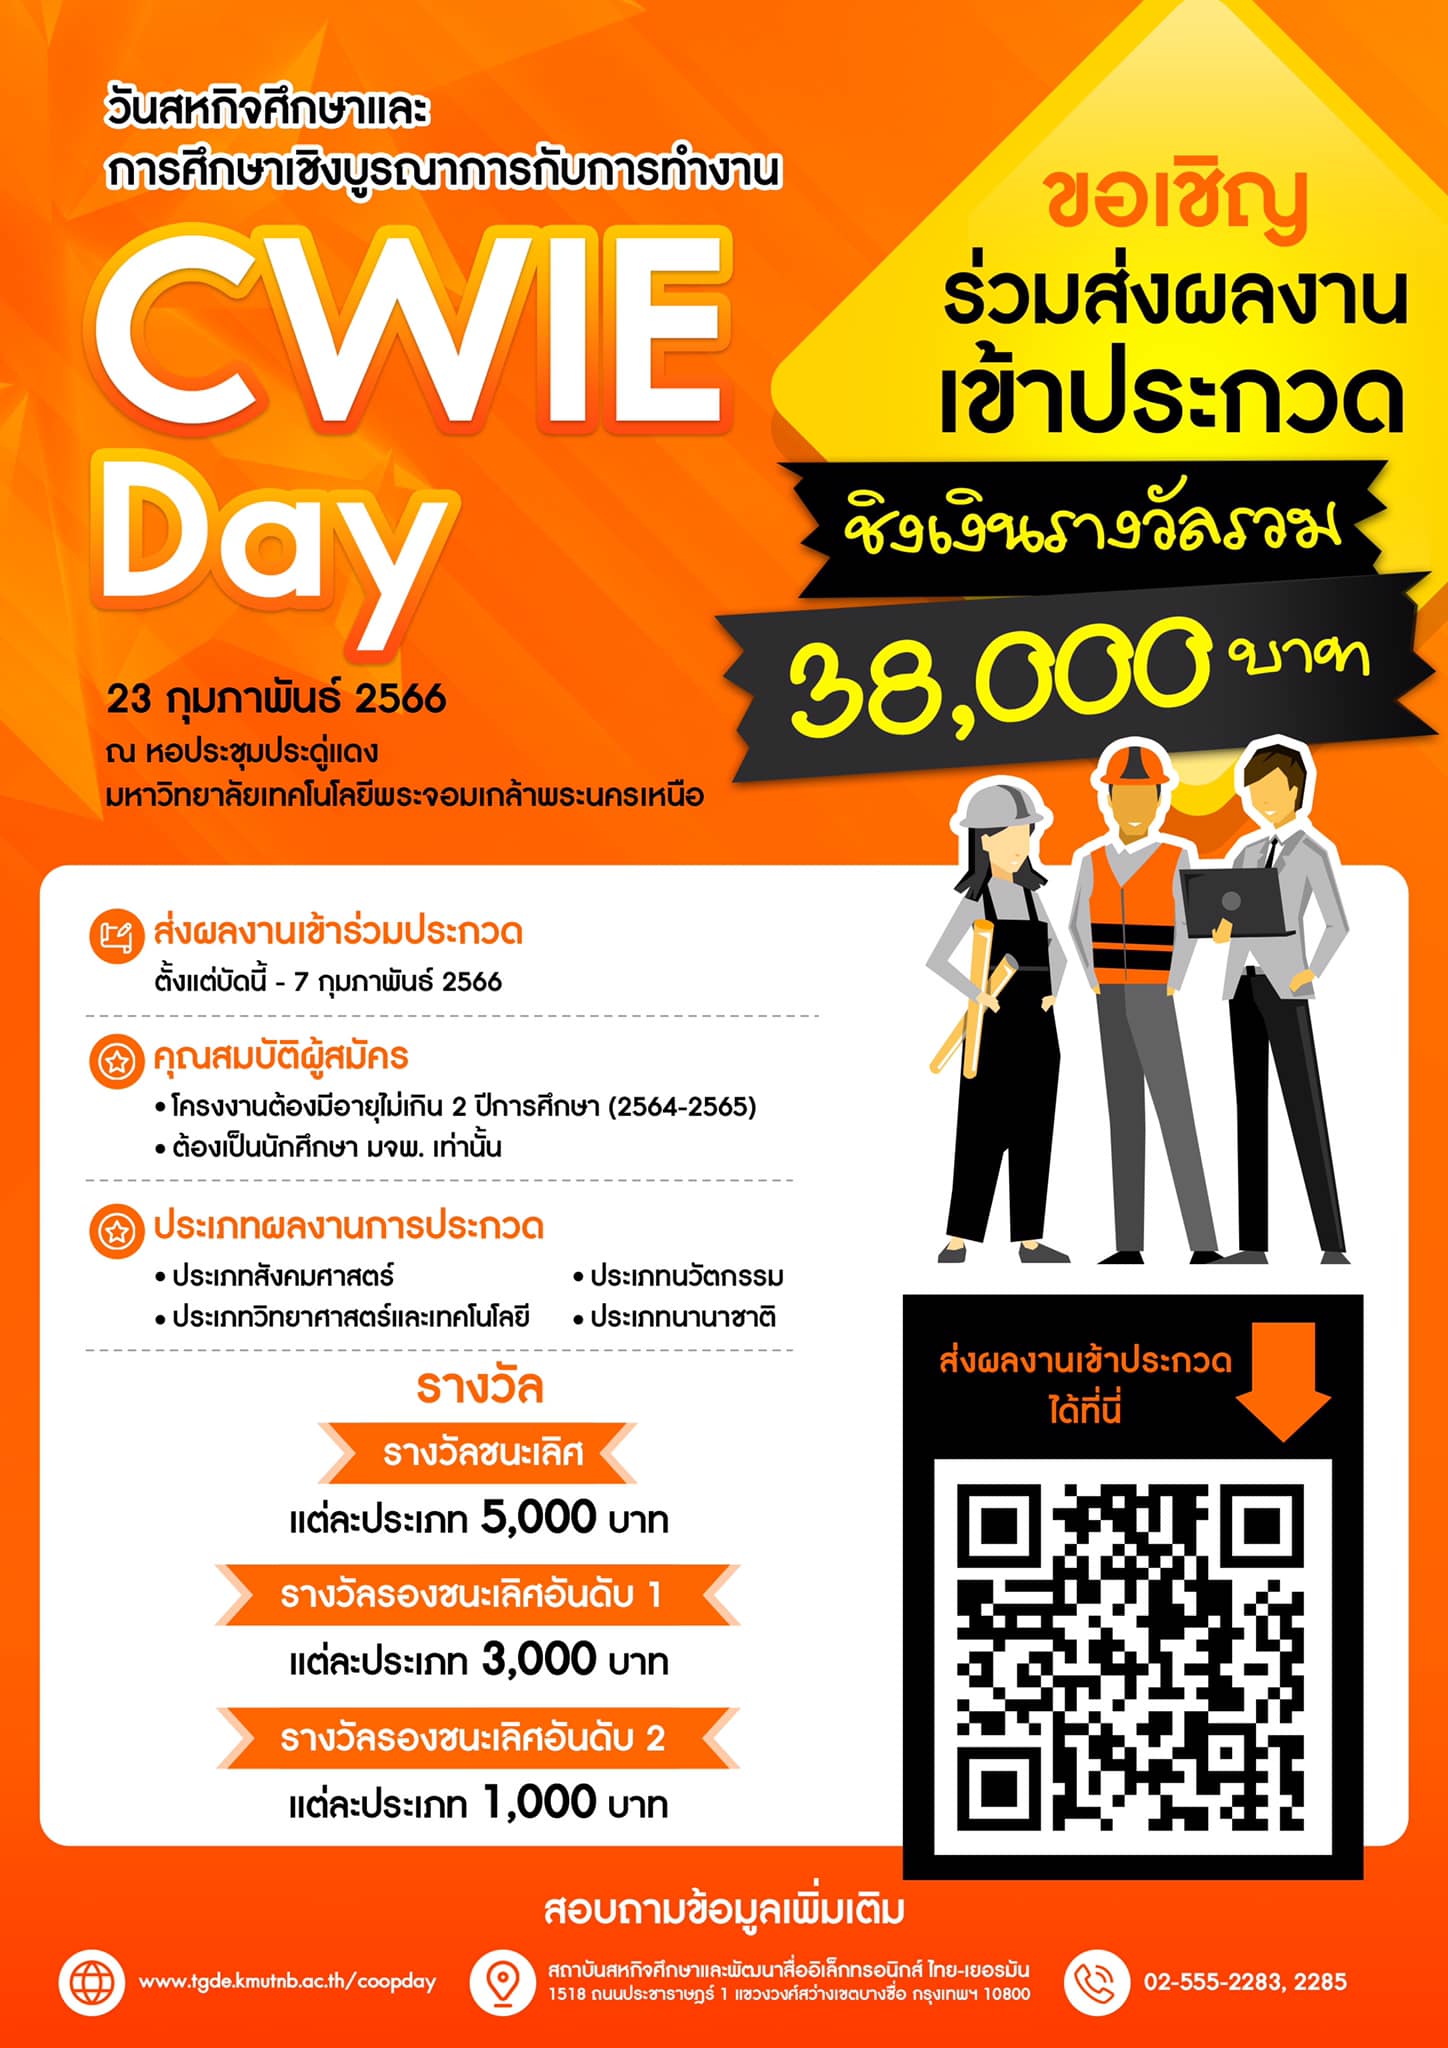 วันสหกิจศึกษาและ
การศึกษาเชิงบูรณาการกับการทำงาน
CWIE
Day
23 กุมภาพันธ์ 2566
ณ หอประชุมประดู่แดง
มหาวิทยาลัยเทคโนโลยีพระจอมเกล้าพระนครเหนือ
ขอเชิญ
ร่วมส่งผลงาน
เข้าประกวด
ชิงเงินรางวัลรวม
38,000 บาท
ส่งผลงานเข้าร่วมประกวด
ตั้งแต่บัดนี้ - 7 กุมภาพันธ์ 2566
คุณสมบัติผู้สมัคร
• โครงงานต้องมีอายุไม่เกิน 2 ปีการศึกษา (2564-2565)
• ต้องเป็นนักศึกษา มจพ. เท่านั้น
ประเภทผลงานการประกวด
• ประเภทสังคมศาสตร์ • ประเภทนวัตกรรม
• ประเภทวิทยาศาสตร์และเทคโนโลยี • ประเภทนานาชาติ
รางวัล
รางวัลชนะเลิศ
แต่ละประเภท 5,000 บาท
รางวัลรองชนะเลิศอันดับ 1
แต่ละประเภท 3,000 บาท
รางวัลรองชนะเลิศอันดับ 2
แต่ละประเภท 1,000 บาท
ส่งผลงานเข้าประกวด
ได้ที่นี่
สอบถามข้อมูลเพิ่มเติม
www.tgde.kmutnb.ac.th/coopday
สถาบันสหกิจศึกษาและพัฒนาสื่ออิเล็กทรอนิกส์ ไทย-เยอรมัน
1518 ถนนประชาราษฎร์ 1 แขวงวงศ์สว่างเขตบางซื่อ กรุงเทพฯ 10800
02-555-2283, 2285